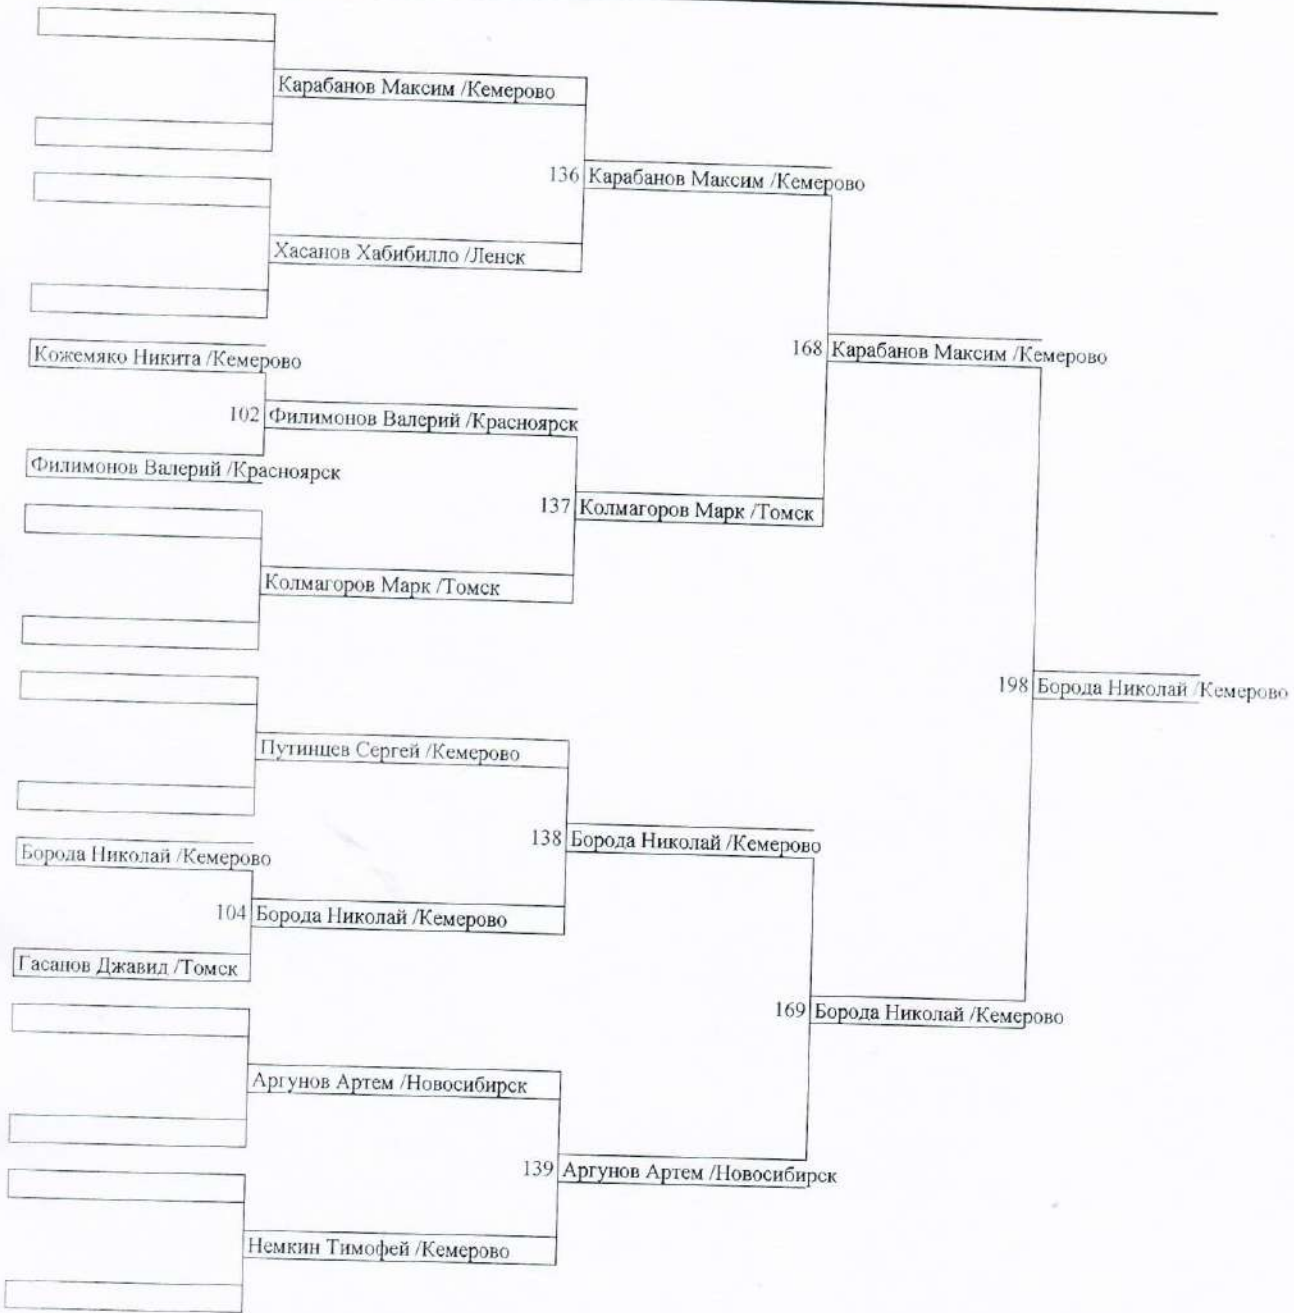 Карабанов Максим /Кемерово
136 Карабанов Максим /Кемерово
Хасанов Хабибилло /Ленск
Кожемяко Никита /Кемерово
168 Карабанов Максим /Кемерово
102 Филимонов Валерий /Красноярск
Филимонов Валерий /Красноярск
137 Колмагоров Марк /Томск
Колмагоров Марк /Томск
198 Борода Николай /Кемерово
Путинцев Сергей /Кемерово
138 Борода Николай /Кемерово
Борода Николай /Кемерово
104 Борода Николай /Кемерово
Гасанов Джавид /Томск
169 Борода Николай /Кемерово
Аргунов Артем /Новосибирск
139 Аргунов Артем /Новосибирск
Немкин Тимофей /Кемерово